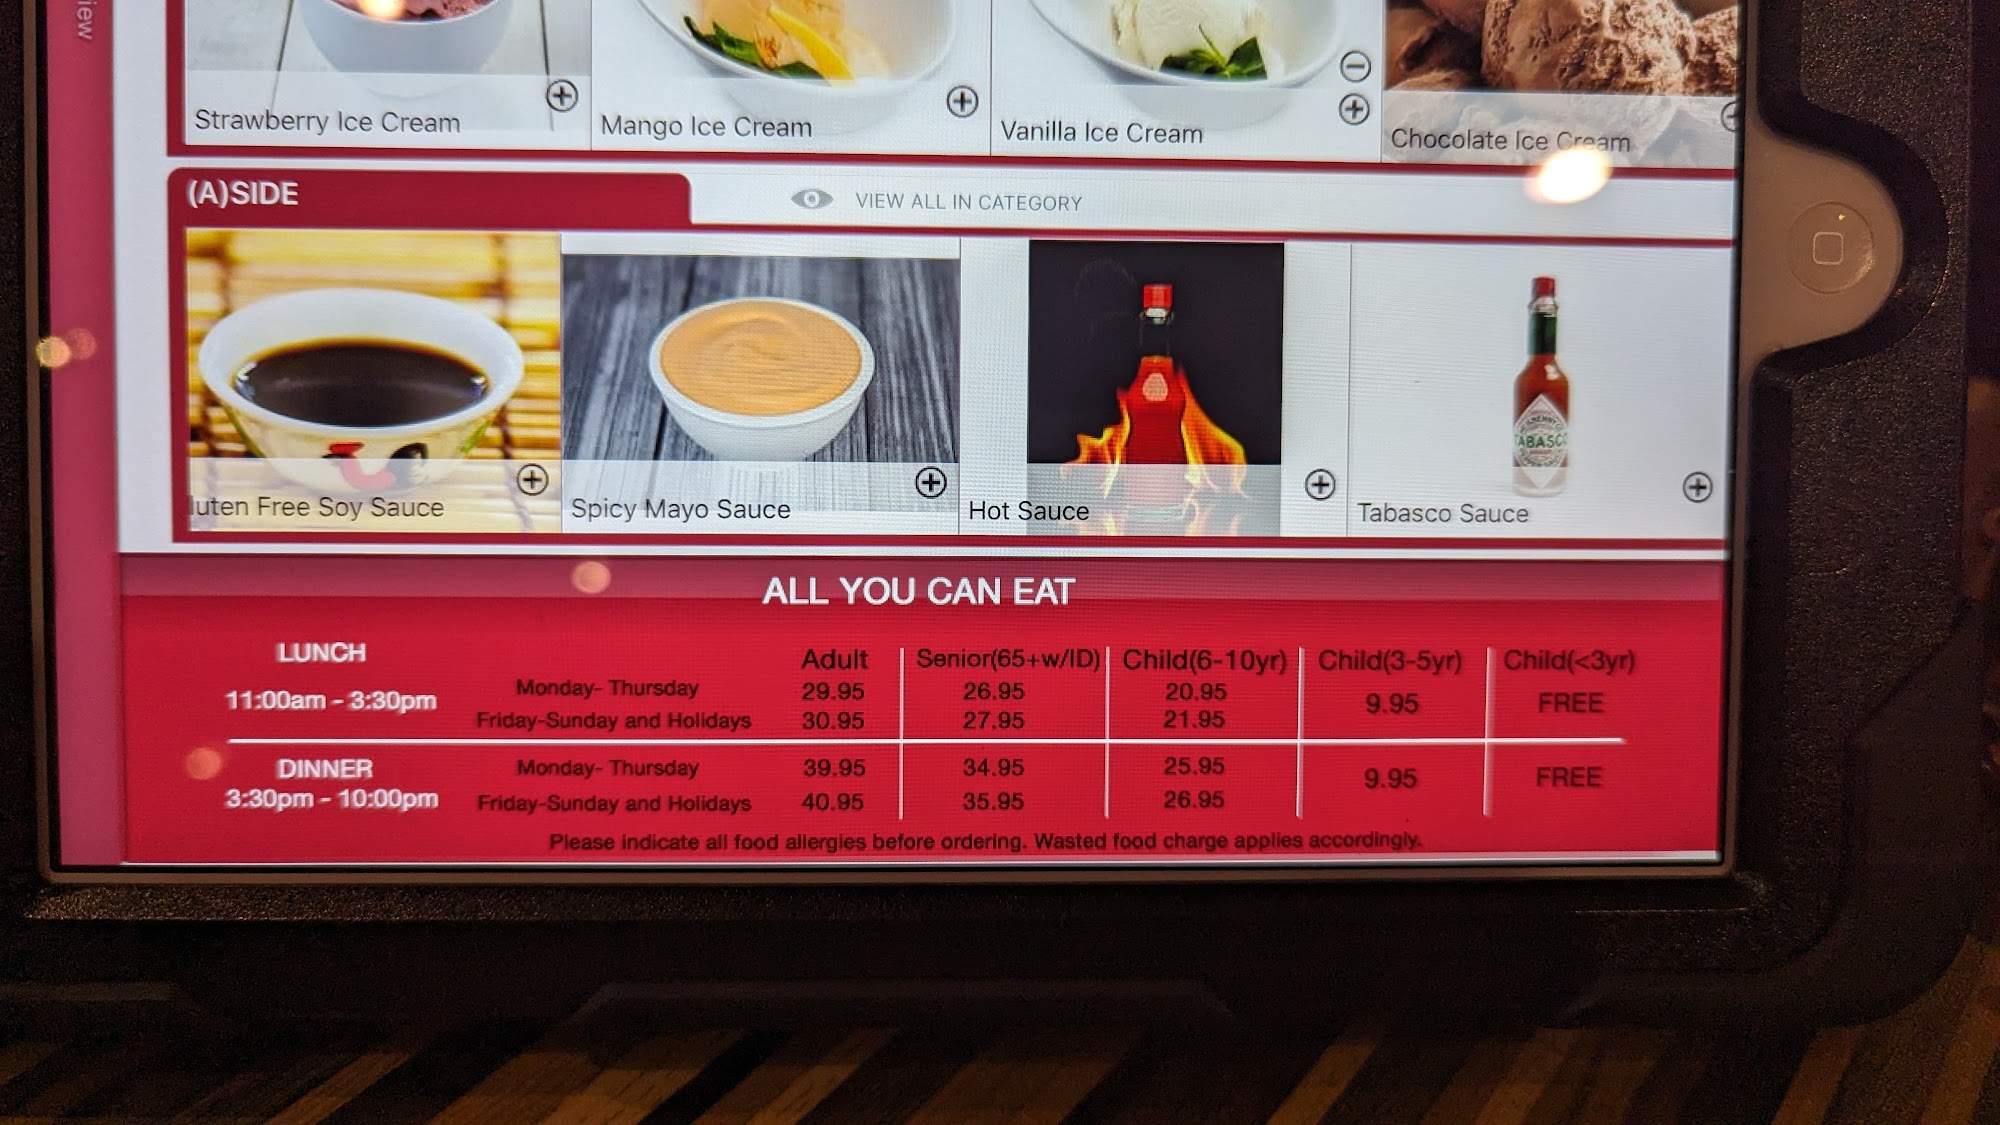 iew
Strawberry Ice Cream
Mango Ice Cream
Vanilla Ice Cream
Chocolate Ice Cream
(A)SIDE
VIEW ALL IN CATEGORY
TABASCO
luten Free Soy Sauce
Spicy Mayo Sauce
Hot Sauce
Tabasco Sauce
ALL YOU CAN EAT
LUNCH Adult Senior(65+w/ID) Child(6-10yr) Child(3-5yr) Child(<3yr)
11:00am - 3:30pm Monday- Thursday 29.95 26.95 20.95 9.95 FREE
Friday-Sunday and Holidays 30.95 27.95 21.95
DINNER Monday- Thursday 39.95 34.95 25.95 9.95 FREE
3:30pm - 10:00pm Friday-Sunday and Holidays 40.95 35.95 26.95
Please indicate all food allergies before ordering. Wasted food charge applies accordingly.